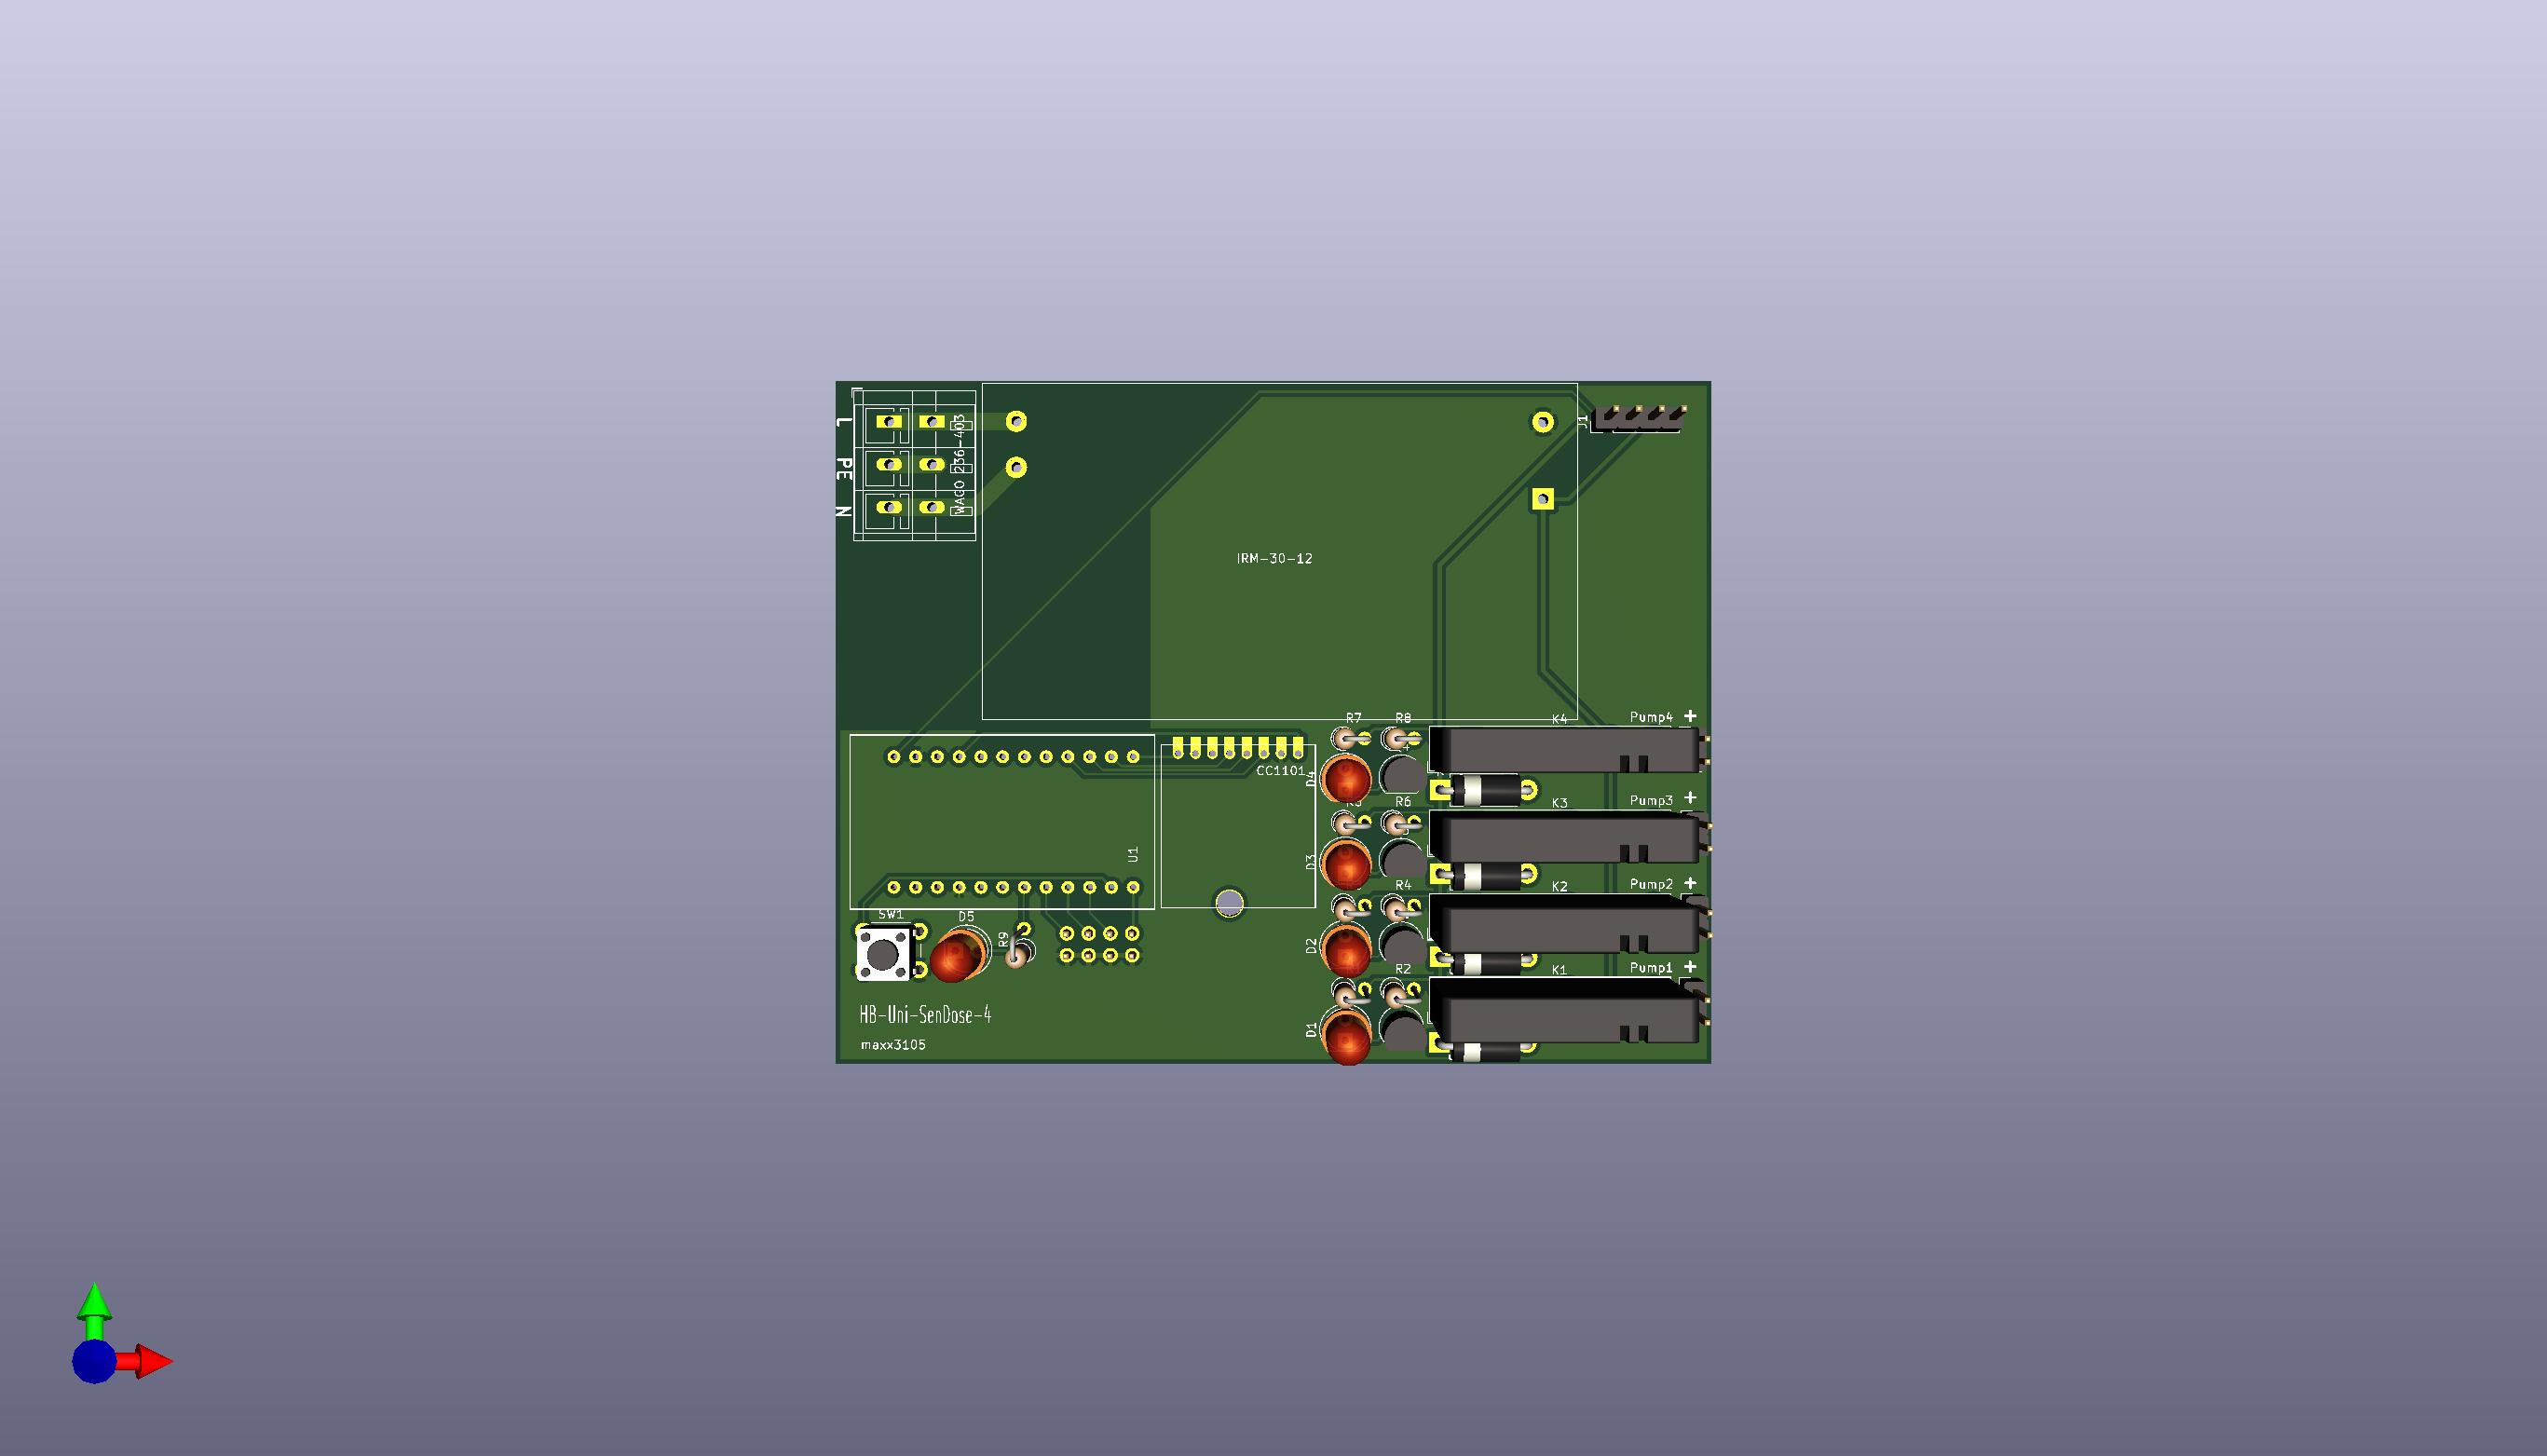 L
PE
N
WAGO 236-403
J1
IRM-30-12
R7
R8
K4
Pump4 +
CC1101
D4
R6
K3
Pump3 +
U1
D3
R4
K2
Pump2 +
SW1
D5
R9
D2
R2
K1
Pump1 +
HB-Uni-SenDose-4
D1
maxx3105